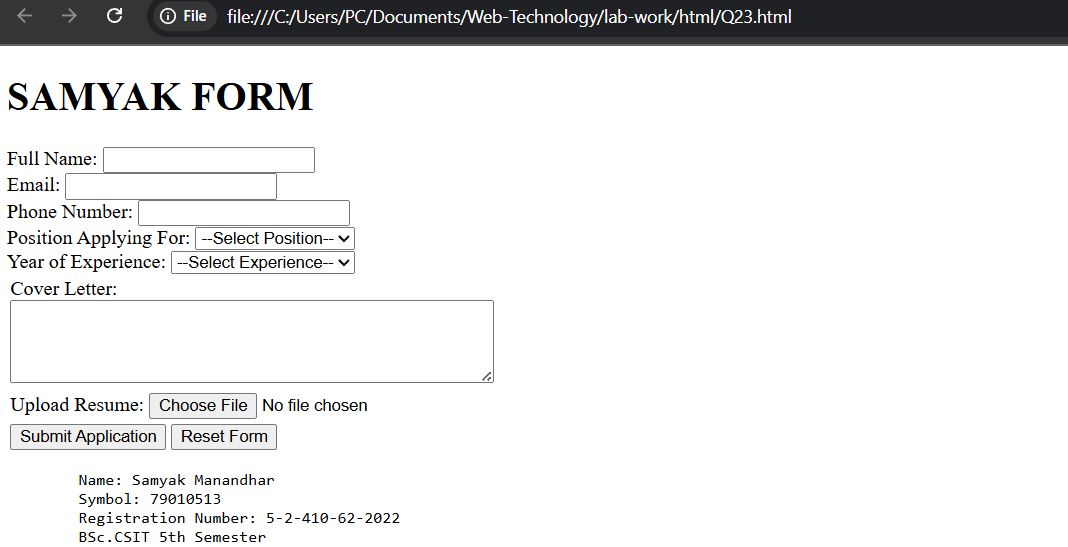 File file:///C:/Users/PC/Documents/Web-Technology/lab-work/html/Q23.html
SAMYAK FORM
Full Name:
Email:
Phone Number:
Position Applying For: --Select Position--
Year of Experience: --Select Experience--
Cover Letter:
Upload Resume: Choose File No file chosen
Submit Application Reset Form
Name: Samyak Manandhar
Symbol: 79010513
Registration Number: 5-2-410-62-2022
BSc.CSIT 5th Semester